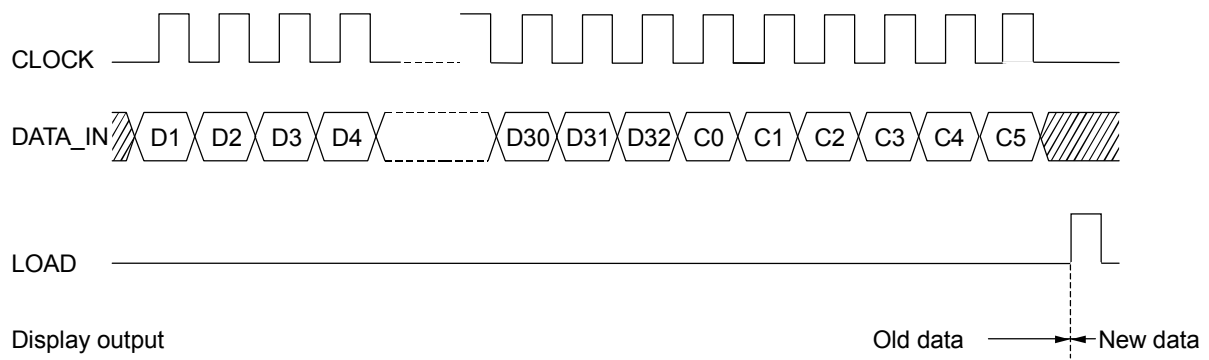 CLOCK
DATA_IN D1 D2 D3 D4 D30 D31 D32 C0 C1 C2 C3 C4 C5
LOAD
Display output Old data New data